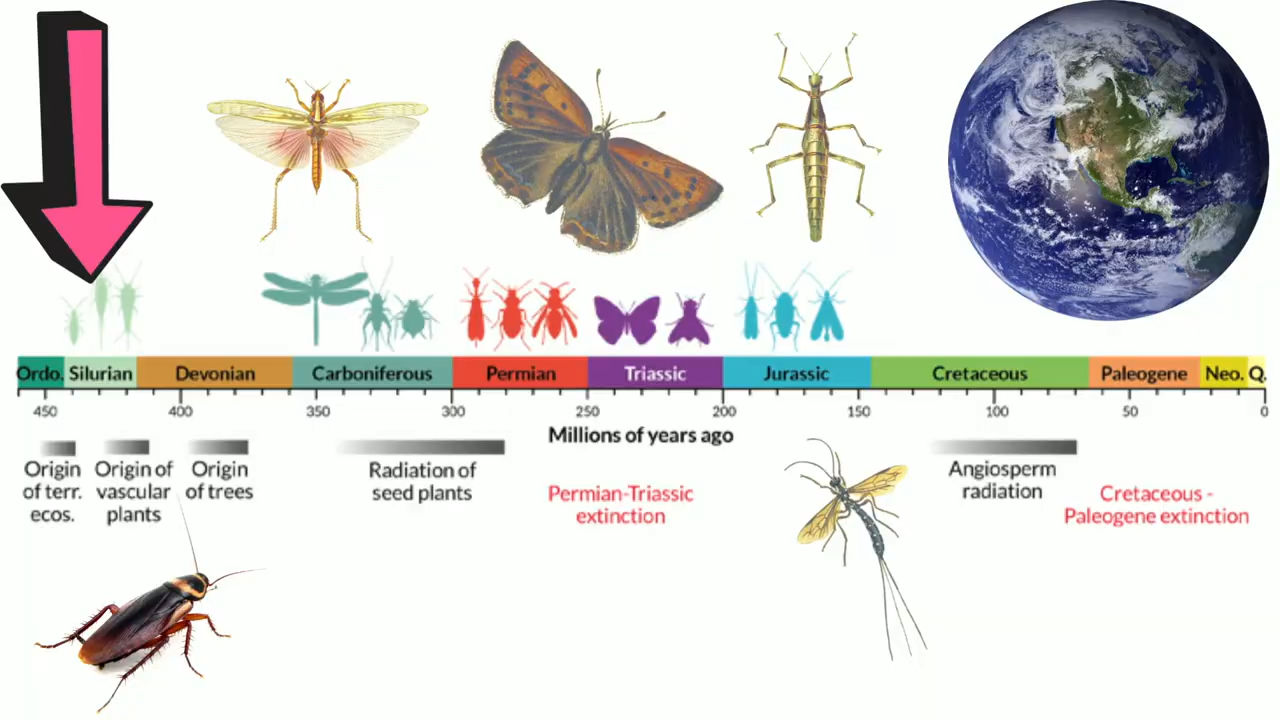 Ordo. Silurian Devonian Carboniferous Permian Triassic Jurassic Cretaceous Paleogene Neo. Q.
450 400 350 300 250 200 150 100 50 0
Millions of years ago
Origin
of terr.
ecos.
Origin of
vascular
plants
Origin
of trees
Radiation of
seed plants
Permian-Triassic
extinction
Angiosperm
radiation
Cretaceous -
Paleogene extinction